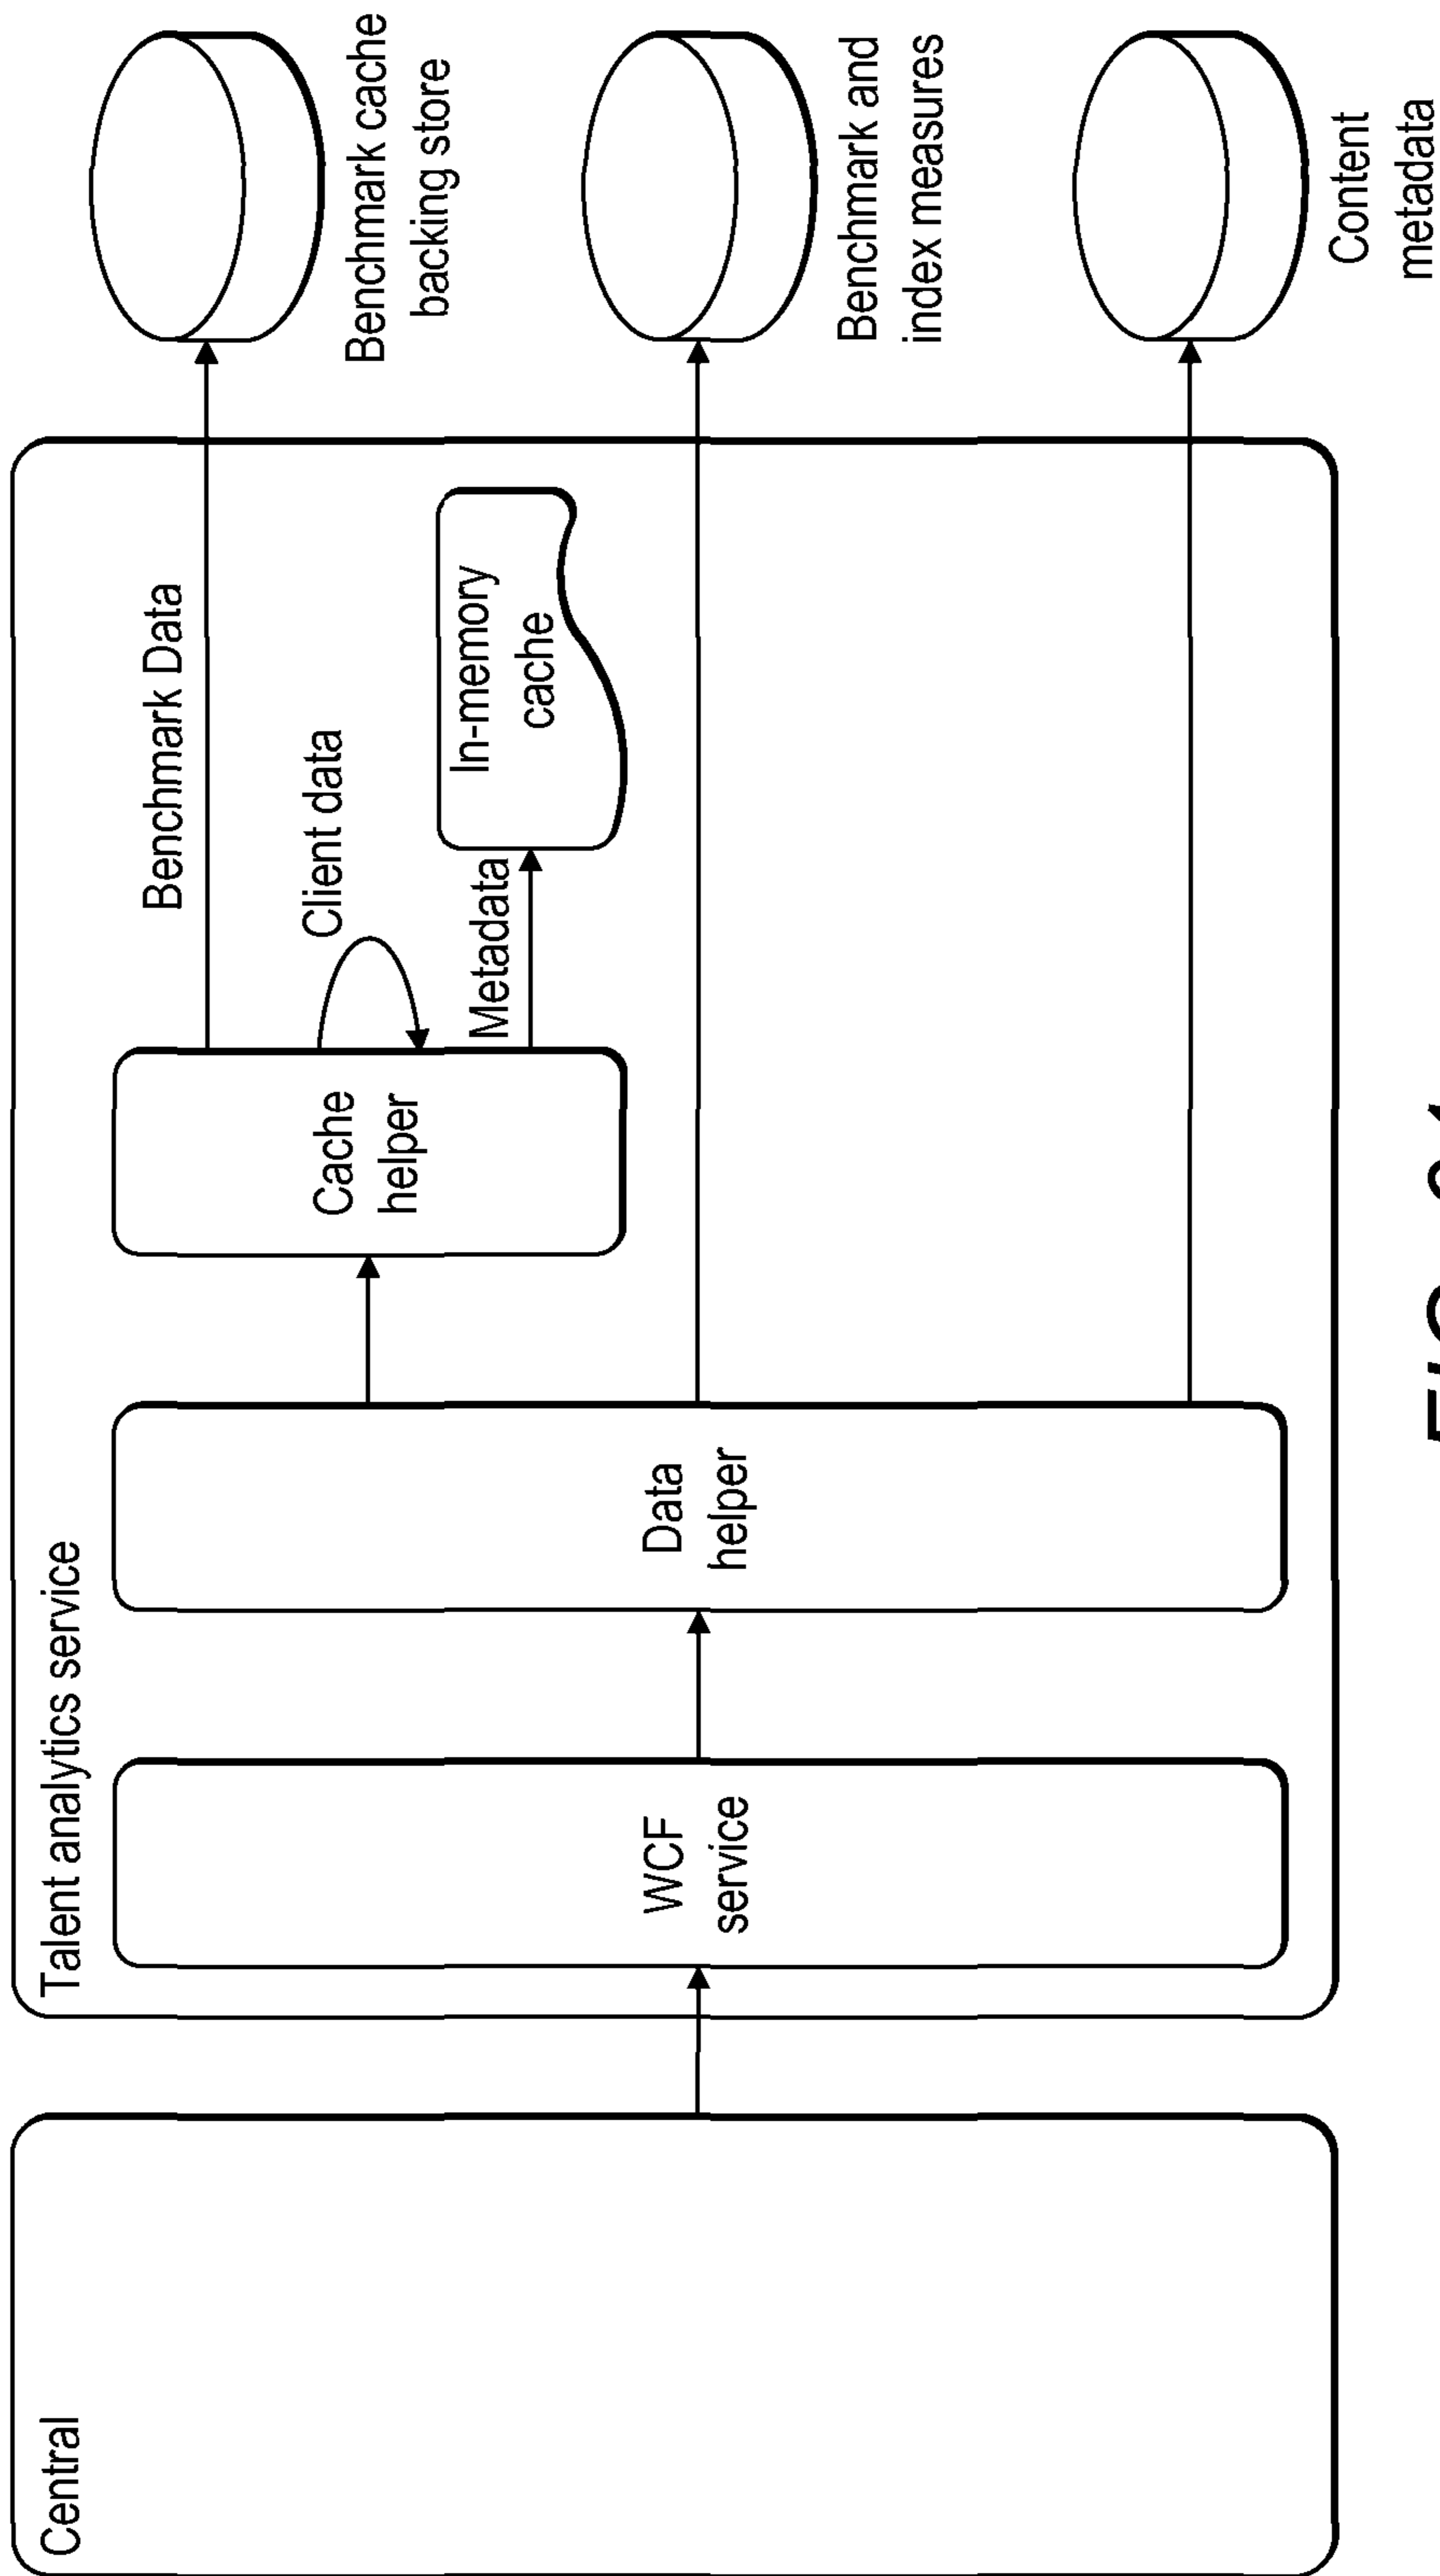 Central
Talent analytics service
WCF
service
Data
helper
Cache
helper
Benchmark Data
Client data
Metadata
In-memory
cache
Benchmark cache
backing store
Benchmark and
index measures
Content
metadata